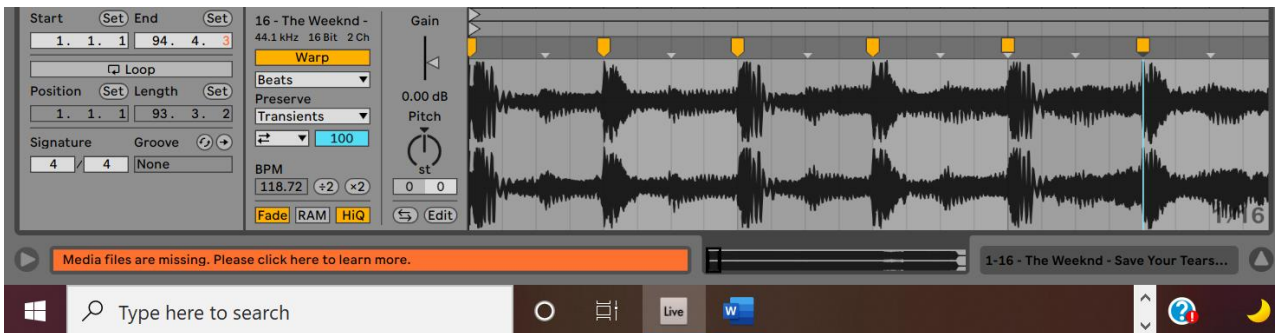 Start Set End Set
1. 1. 1 94. 4. 3
Loop
Position Set Length Set
1. 1. 1 93. 3. 2
Signature Groove
4 / 4 None
16 - The Weeknd -
44.1 kHz 16 Bit 2 Ch
Warp
Beats
Preserve
Transients
100
BPM
118.72 ÷2 ×2
Fade RAM HiQ
Gain
0.00 dB
Pitch
st
0 0
Edit
1/16
Media files are missing. Please click here to learn more.
1-16 - The Weeknd - Save Your Tears...
Type here to search
Live
W
?